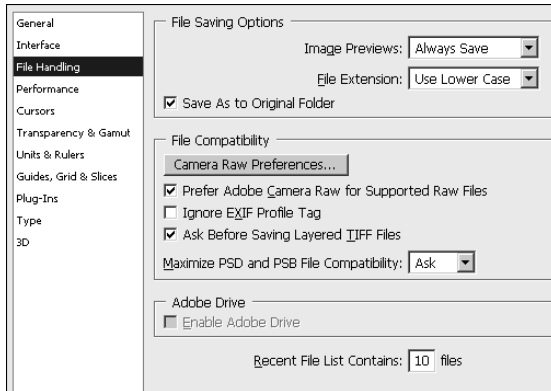 General
Interface
File Handling
Performance
Cursors
Transparency & Gamut
Units & Rulers
Guides, Grid & Slices
Plug-Ins
Type
3D
File Saving Options
Image Previews: Always Save
File Extension: Use Lower Case
Save As to Original Folder
File Compatibility
Camera Raw Preferences...
Prefer Adobe Camera Raw for Supported Raw Files
Ignore EXIF Profile Tag
Ask Before Saving Layered TIFF Files
Maximize PSD and PSB File Compatibility: Ask
Adobe Drive
Enable Adobe Drive
Recent File List Contains: 10 files